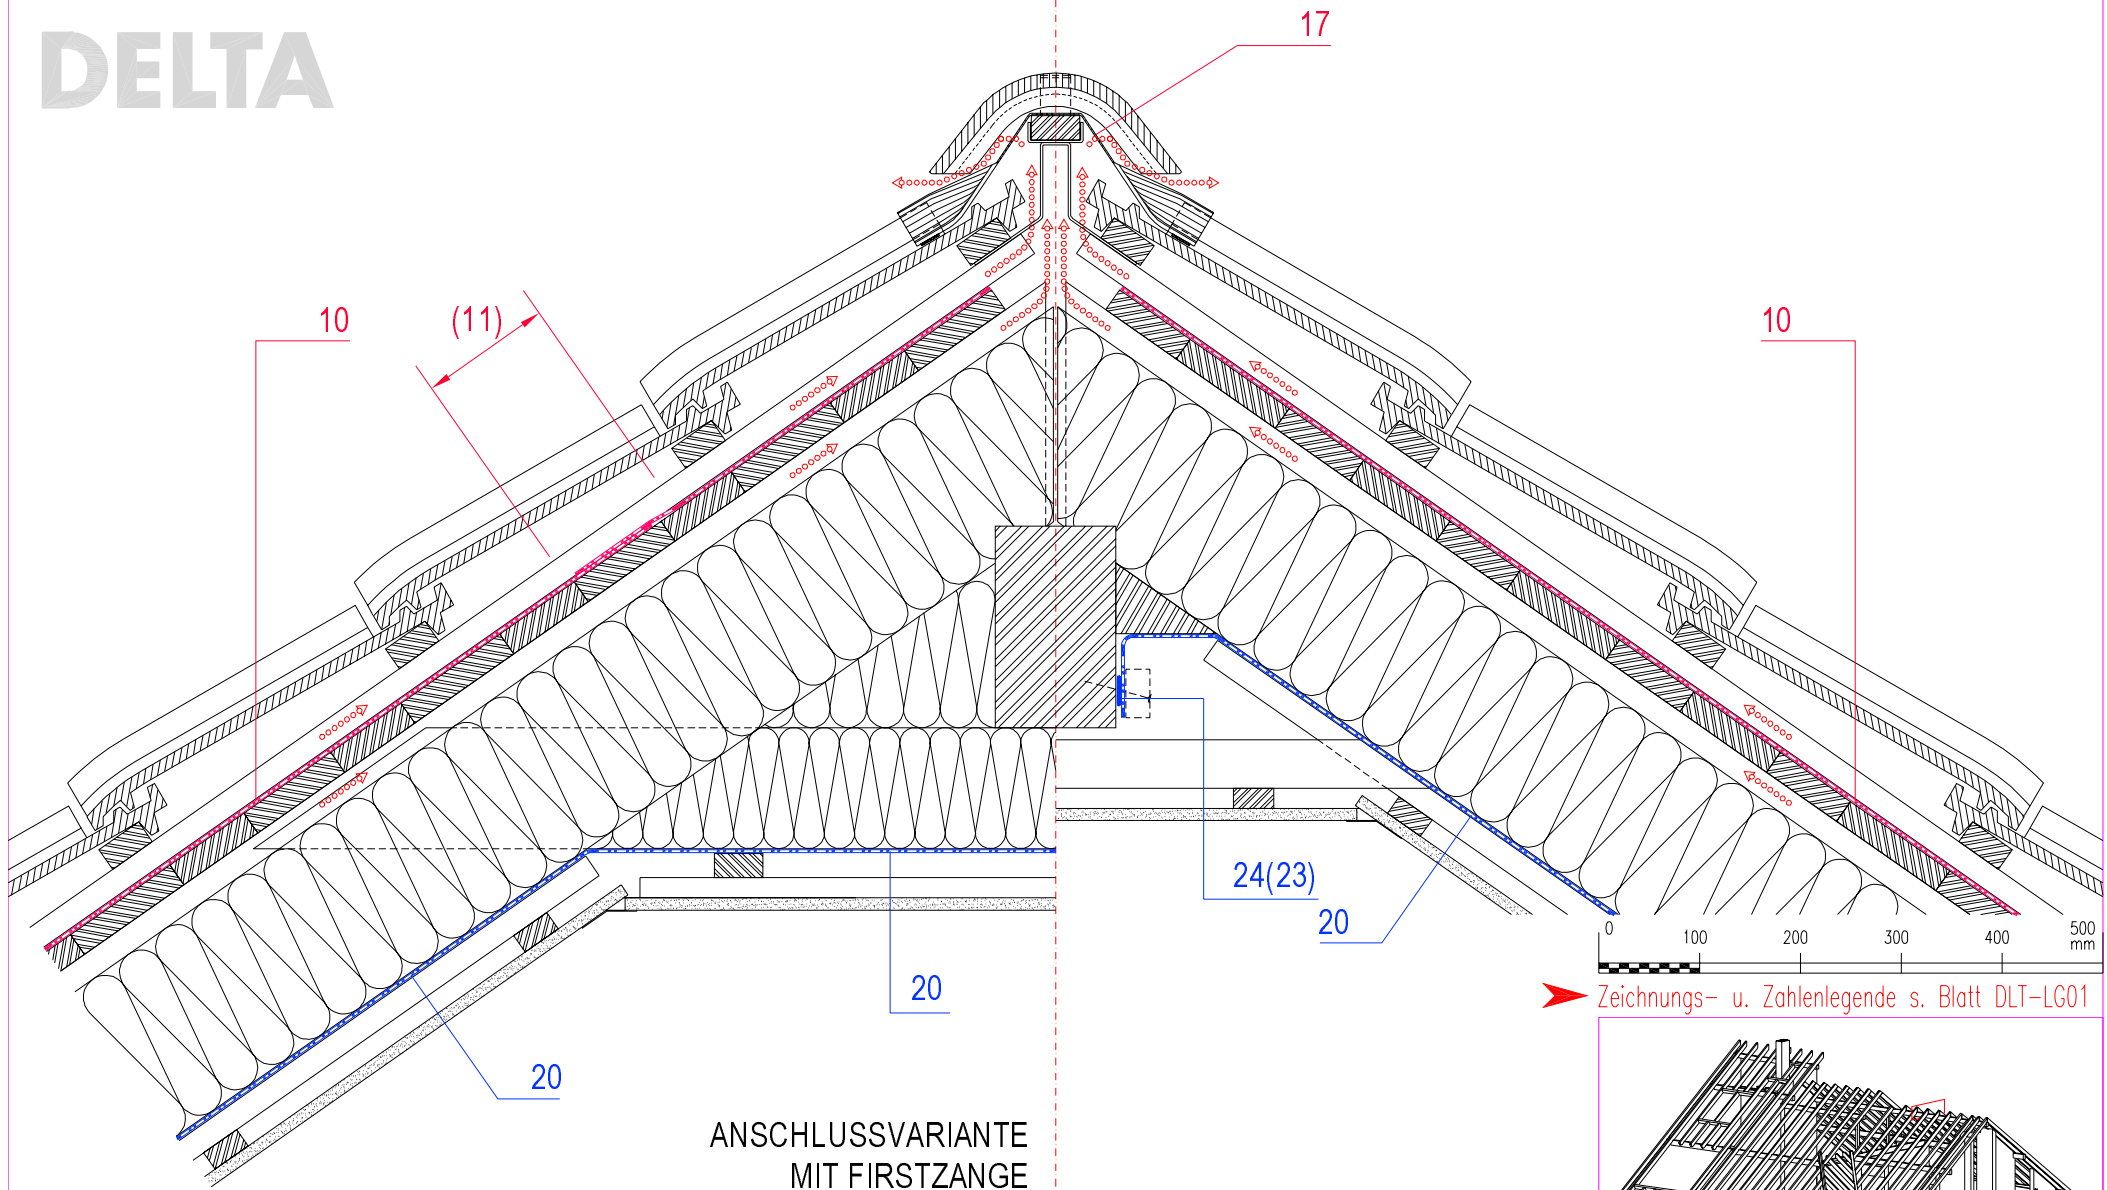 DELTA
17
10
(11)
10
24(23)
20
20
20
0 100 200 300 400 500
mm
Zeichnungs- u. Zahlenlegende s. Blatt DLT-LG01
ANSCHLUSSVARIANTE
MIT FIRSTZANGE